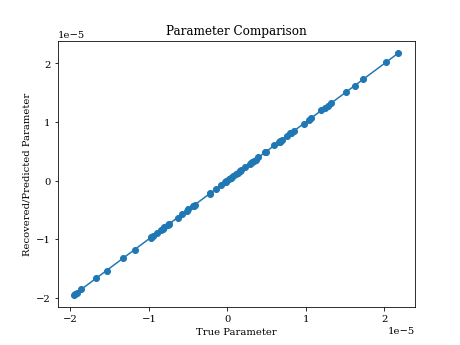 Parameter Comparison
1e−5
2
1
0
−1
−2
Recovered/Predicted Parameter
−2 −1 0 1 2
True Parameter
1e−5